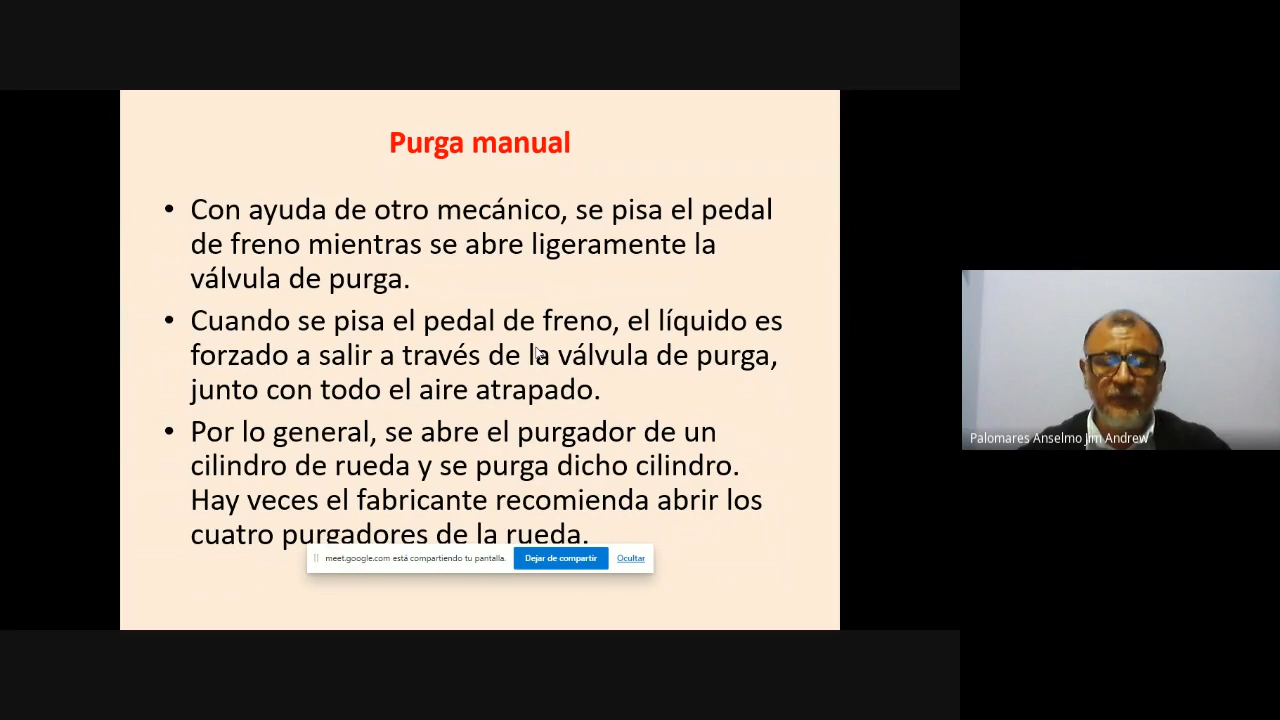 Purga manual
• Con ayuda de otro mecánico, se pisa el pedal
de freno mientras se abre ligeramente la
válvula de purga.
• Cuando se pisa el pedal de freno, el líquido es
forzado a salir a través de la válvula de purga,
junto con todo el aire atrapado.
• Por lo general, se abre el purgador de un
cilindro de rueda y se purga dicho cilindro.
Hay veces el fabricante recomienda abrir los
cuatro purgadores de la rueda.
meet.google.com está compartiendo tu pantalla. Dejar de compartir Ocultar
Palomares Anselmo Jim Andrew